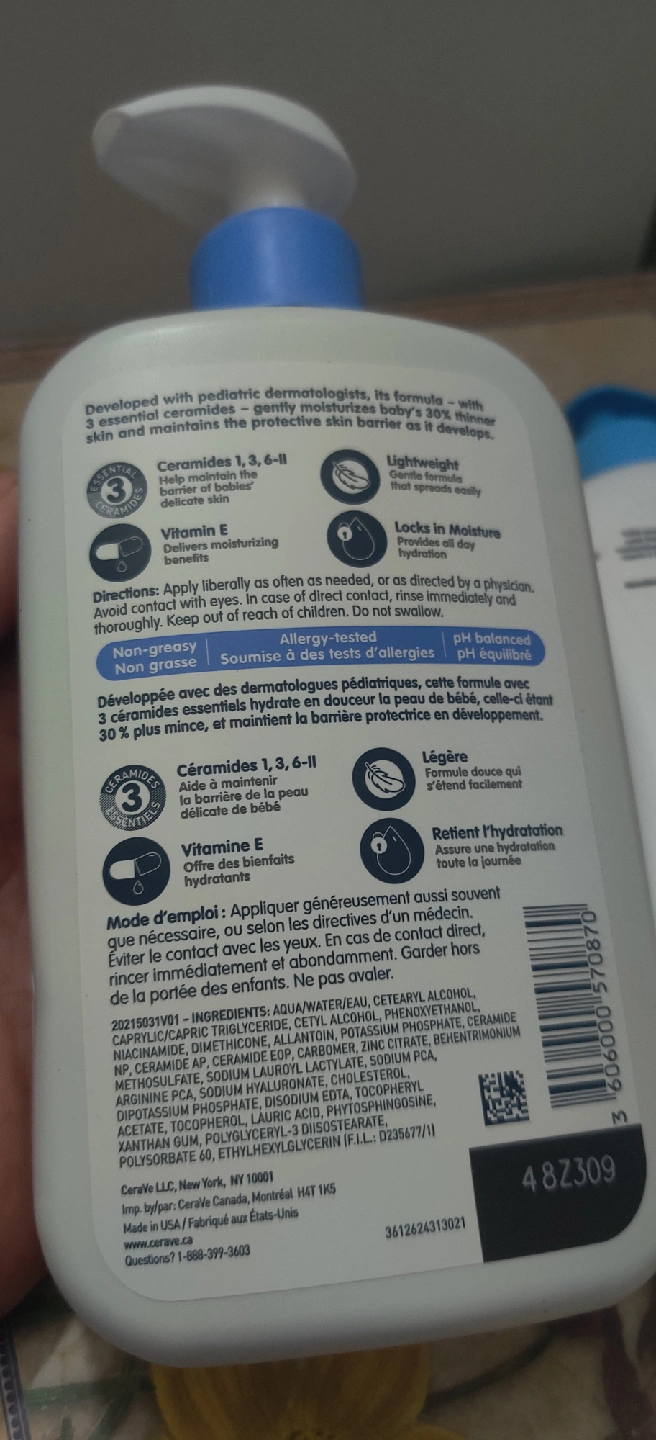 Developed with pediatric dermatologists, its formula – with
3 essential ceramides – gently moisturizes baby's 30% thinner
skin and maintains the protective skin barrier as it develops.
ESSENTIAL
3
CERAMIDES
Ceramides 1, 3, 6-II
Help maintain the
barrier of babies'
delicate skin
Lightweight
Gentle formula
that spreads easily
Vitamin E
Delivers moisturizing
benefits
Locks in Moisture
Provides all day
hydration
Directions: Apply liberally as often as needed, or as directed by a physician.
Avoid contact with eyes. In case of direct contact, rinse immediately and
thoroughly. Keep out of reach of children. Do not swallow.
Non-greasy
Non grasse
Allergy-tested
Soumise à des tests d'allergies
pH balanced
pH équilibré
Développée avec des dermatologues pédiatriques, cette formule avec
3 céramides essentiels hydrate en douceur la peau de bébé, celle-ci étant
30 % plus mince, et maintient la barrière protectrice en développement.
CÉRAMIDES
3
ESSENTIELS
Céramides 1, 3, 6-II
Aide à maintenir
la barrière de la peau
délicate de bébé
Légère
Formule douce qui
s'étend facilement
Vitamine E
Offre des bienfaits
hydratants
Retient l'hydratation
Assure une hydratation
toute la journée
Mode d'emploi : Appliquer généreusement aussi souvent
que nécessaire, ou selon les directives d'un médecin.
Éviter le contact avec les yeux. En cas de contact direct,
rincer immédiatement et abondamment. Garder hors
de la portée des enfants. Ne pas avaler.
20215031V01 – INGREDIENTS: AQUA/WATER/EAU, CETEARYL ALCOHOL,
CAPRYLIC/CAPRIC TRIGLYCERIDE, CETYL ALCOHOL, PHENOXYETHANOL,
NIACINAMIDE, DIMETHICONE, ALLANTOIN, POTASSIUM PHOSPHATE, CERAMIDE
NP, CERAMIDE AP, CERAMIDE EOP, CARBOMER, ZINC CITRATE, BEHENTRIMONIUM
METHOSULFATE, SODIUM LAUROYL LACTYLATE, SODIUM PCA,
ARGININE PCA, SODIUM HYALURONATE, CHOLESTEROL,
DIPOTASSIUM PHOSPHATE, DISODIUM EDTA, TOCOPHERYL
ACETATE, TOCOPHEROL, LAURIC ACID, PHYTOSPHINGOSINE,
XANTHAN GUM, POLYGLYCERYL-3 DIISOSTEARATE,
POLYSORBATE 60, ETHYLHEXYLGLYCERIN (F.I.L.: D235677/1)
CeraVe LLC, New York, NY 10001
Imp. by/par: CeraVe Canada, Montréal H4T 1K5
Made in USA / Fabriqué aux États-Unis
www.cerave.ca
Questions? 1-888-399-3603
3612624313021
3 606000 570870
48Z309